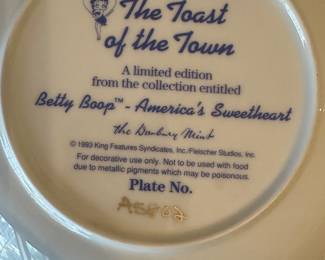 The Toast
of the Town
A limited edition
from the collection entitled
Betty Boop™ - America's Sweetheart
the Danbury Mint
© 1993 King Features Syndicates, Inc./Fleischer Studios, Inc.
For decorative use only. Not to be used with food
due to metallic pigments which may be poisonous.
Plate No.